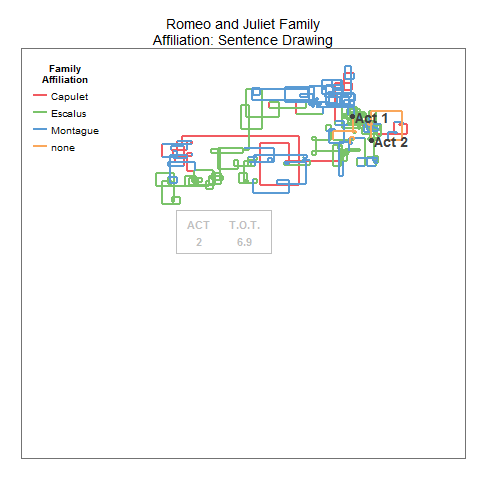 Romeo and Juliet Family
Affiliation: Sentence Drawing
Family
Affiliation
Capulet
Escalus
Montague
none
Act 1
Act 2
ACT T.O.T.
2 6.9